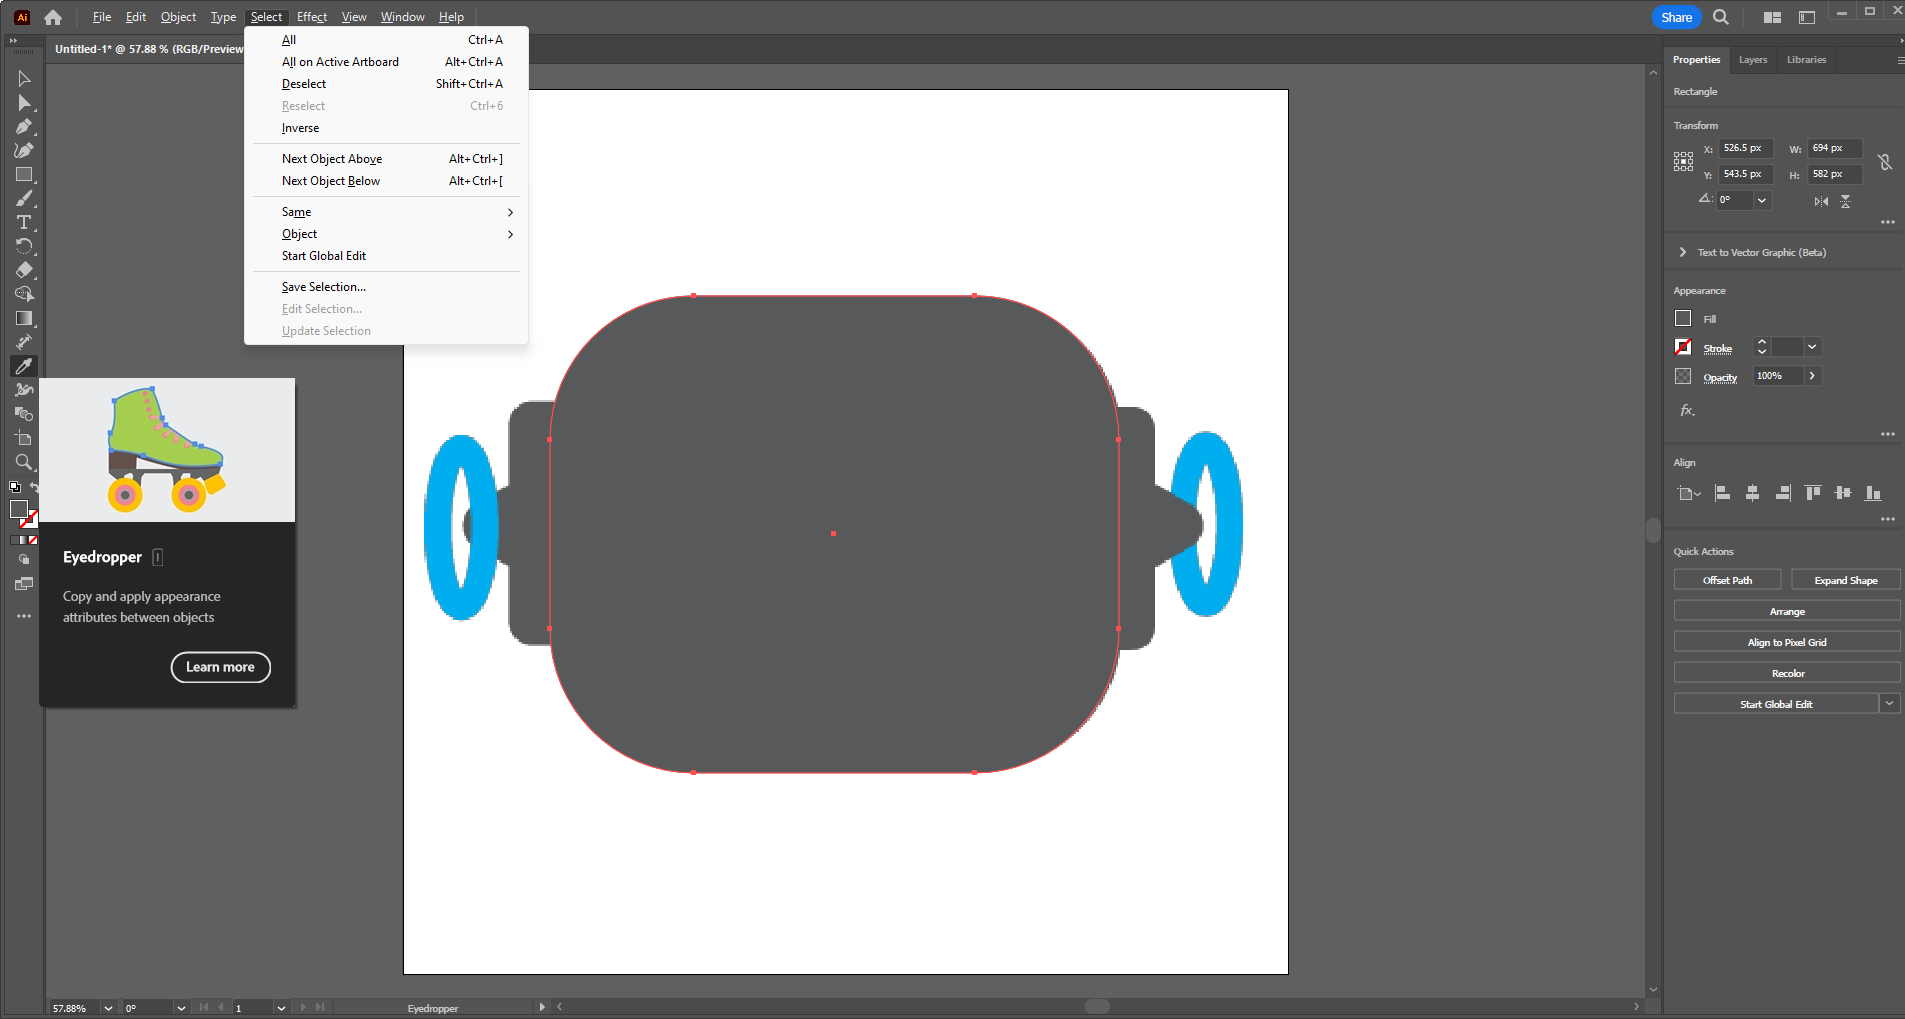 Ai File Edit Object Type Select Effect View Window Help Share
Untitled-1* @ 57.88 % (RGB/Preview
All Ctrl+A
All on Active Artboard Alt+Ctrl+A
Deselect Shift+Ctrl+A
Reselect Ctrl+6
Inverse
Next Object Above Alt+Ctrl+]
Next Object Below Alt+Ctrl+[
Same
Object
Start Global Edit
Save Selection...
Edit Selection...
Update Selection
Eyedropper I
Copy and apply appearance
attributes between objects
Learn more
Properties Layers Libraries
Rectangle
Transform
X: 526.5 px W: 694 px
Y: 543.5 px H: 582 px
0°
Text to Vector Graphic (Beta)
Appearance
Fill
Stroke
Opacity 100%
fx.
Align
Quick Actions
Offset Path Expand Shape
Arrange
Align to Pixel Grid
Recolor
Start Global Edit
57.88% 0° 1 Eyedropper